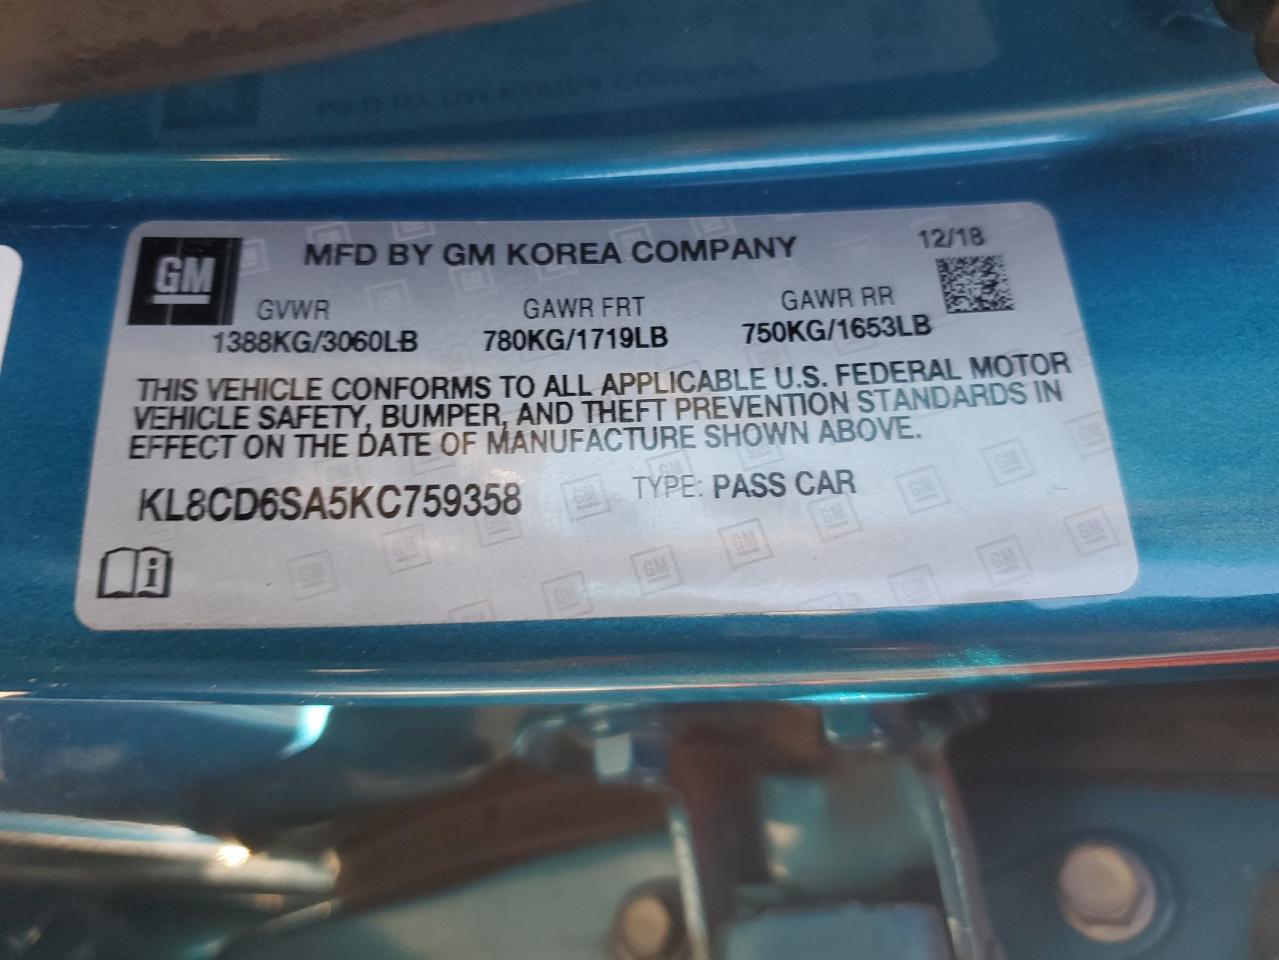 GM
MFD BY GM KOREA COMPANY
12/18
GVWR GAWR FRT GAWR RR
1388KG/3060LB 780KG/1719LB 750KG/1653LB
THIS VEHICLE CONFORMS TO ALL APPLICABLE U.S. FEDERAL MOTOR
VEHICLE SAFETY, BUMPER, AND THEFT PREVENTION STANDARDS IN
EFFECT ON THE DATE OF MANUFACTURE SHOWN ABOVE.
KL8CD6SA5KC759358 TYPE: PASS CAR